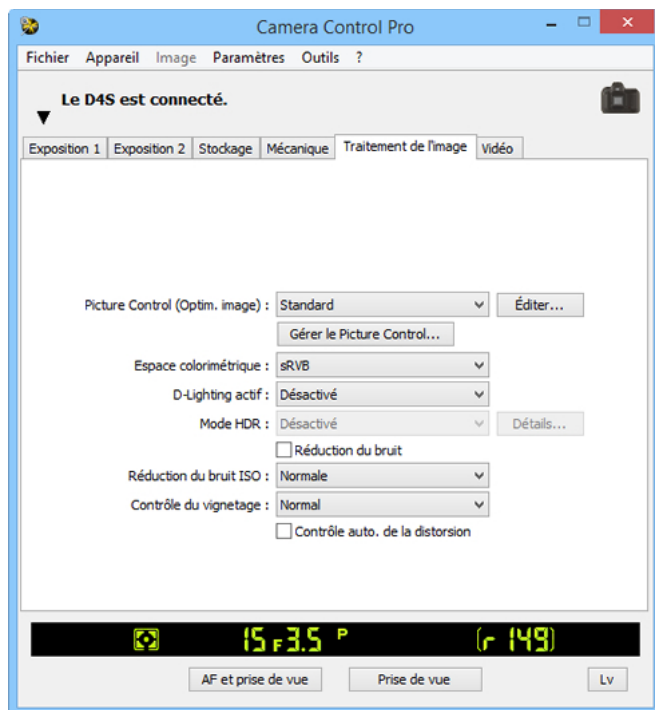 Camera Control Pro
Fichier Appareil Image Paramètres Outils ?
Le D4S est connecté.
Exposition 1 Exposition 2 Stockage Mécanique Traitement de l'image Vidéo
Picture Control (Optim. image) : Standard Éditer...
Gérer le Picture Control...
Espace colorimétrique : sRVB
D-Lighting actif : Désactivé
Mode HDR : Désactivé Détails...
Réduction du bruit
Réduction du bruit ISO : Normale
Contrôle du vignetage : Normal
Contrôle auto. de la distorsion
15 F3.5 P (r 149)
AF et prise de vue Prise de vue Lv